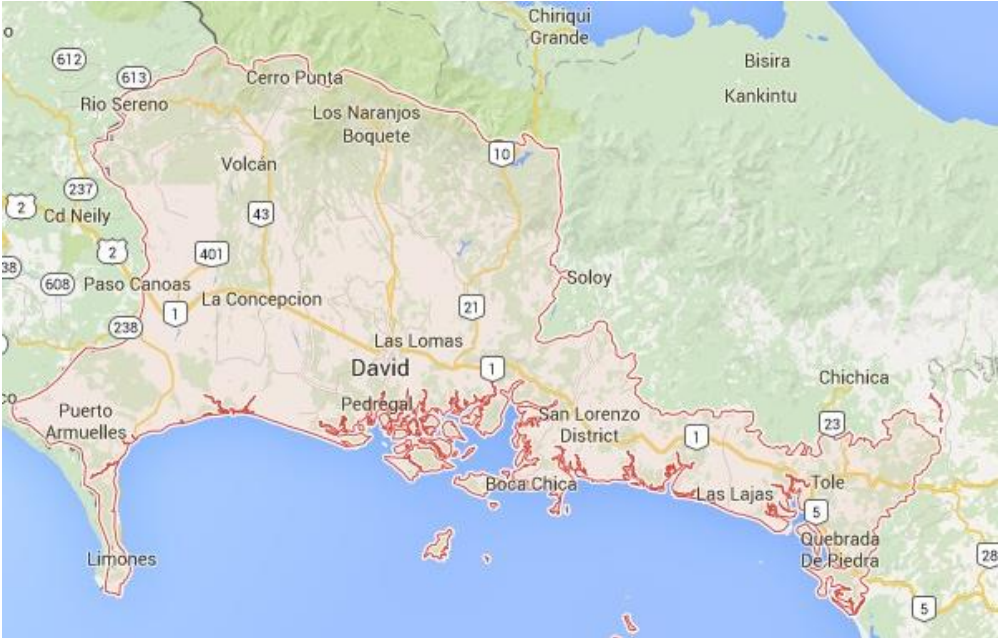 Chiriqui
Grande
o
612
613
Cerro Punta
Bisira
Rio Sereno
Kankintu
Los Naranjos
Boquete
10
Volcán
237
2
Cd Neily
43
2
401
38
608
Paso Canoas
Soloy
La Concepcion
1
21
238
Las Lomas
David
1
Chichica
co
Puerto
Armuelles
Pedregal
San Lorenzo
District
23
1
Boca Chica
Las Lajas
Tole
5
Quebrada
De Piedra
Limones
28
5